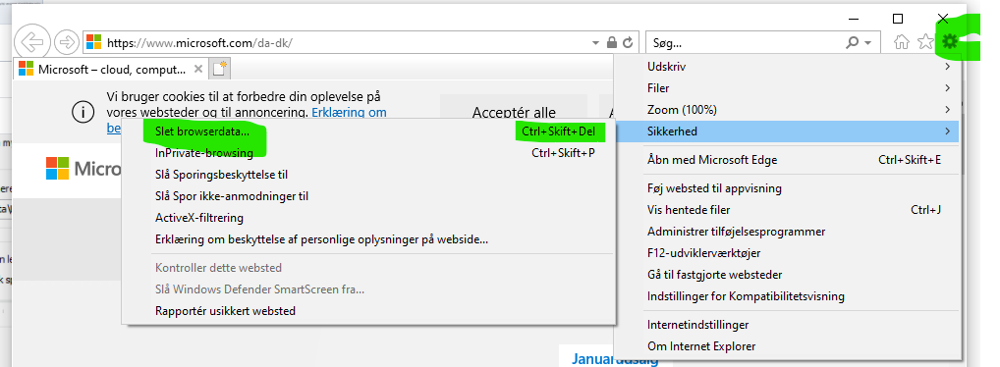 https://www.microsoft.com/da-dk/
Søg...
Microsoft – cloud, comput...
Vi bruger cookies til at forbedre din oplevelse på
vores websteder og til annoncering. Erklæring om
be
Acceptér alle
A
Micro
Slet browserdata... Ctrl+Skift+Del
InPrivate-browsing Ctrl+Skift+P
Slå Sporingsbeskyttelse til
Slå Spor ikke-anmodninger til
ActiveX-filtrering
Erklæring om beskyttelse af personlige oplysninger på webside...
Kontroller dette websted
Slå Windows Defender SmartScreen fra...
Rapportér usikkert websted
Udskriv
Filer
Zoom (100%)
Sikkerhed
Åbn med Microsoft Edge Ctrl+Skift+E
Føj websted til appvisning
Vis hentede filer Ctrl+J
Administrer tilføjelsesprogrammer
F12-udviklerværktøjer
Gå til fastgjorte websteder
Indstillinger for Kompatibilitetsvisning
Internetindstillinger
Om Internet Explorer
Januarudsalg